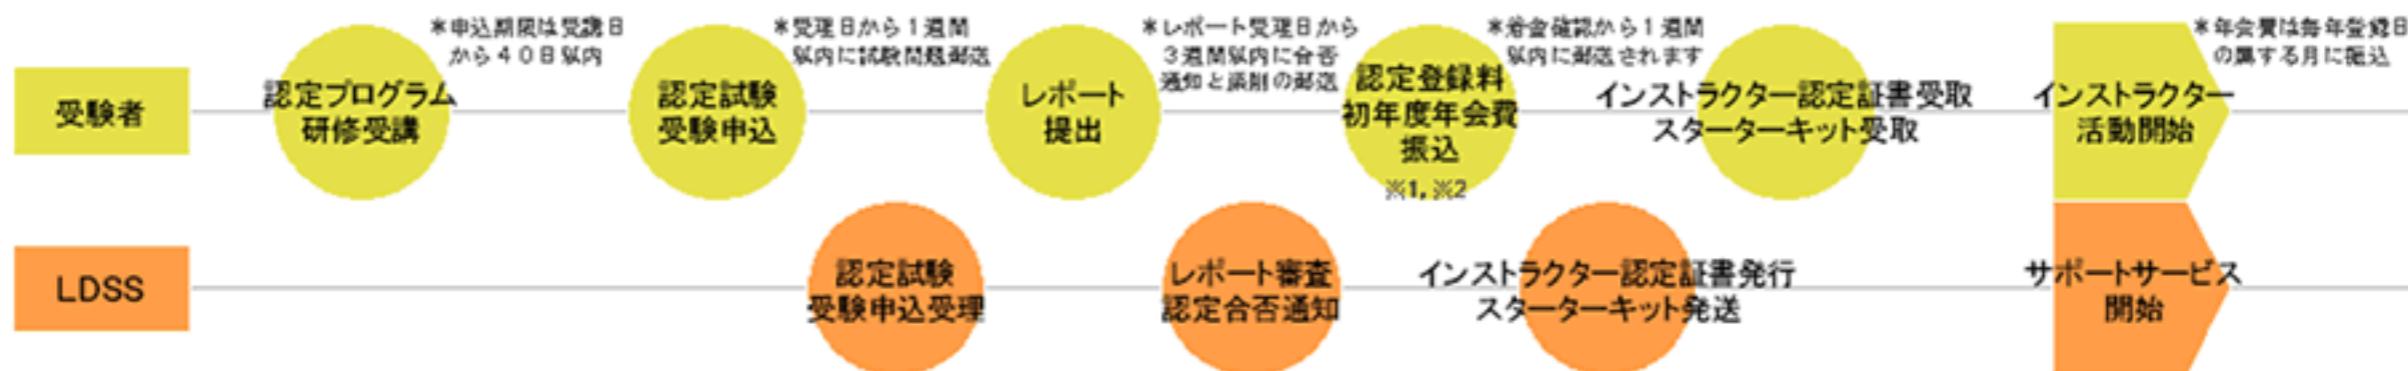 受験者
認定プログラム
研修受講
*申込期限は受講日
から40日以内
認定試験
受験申込
*受理日から1週間
以内に試験問題郵送
レポート
提出
*レポート受理日から
3週間以内に合否
通知と添削の郵送
認定登録料
初年度年会費
振込
※1,※2
*着金確認から1週間
以内に郵送されます
インストラクター認定証書受取
スターターキット受取
インストラクター
活動開始
*年会費は毎年登録日
の属する月に振込
LDSS
認定試験
受験申込受理
レポート審査
認定合否通知
インストラクター認定証書発行
スターターキット発送
サポートサービス
開始